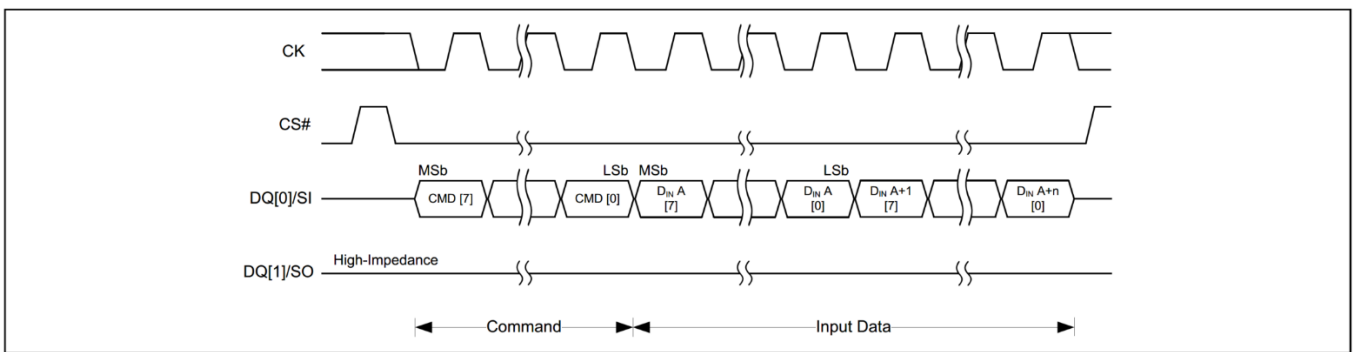 CK
CS#
MSb LSb MSb LSb
DQ[0]/SI CMD [7] CMD [0] DIN A DIN A DIN A+1 DIN A+n
[7] [0] [7] [0]
High-Impedance
DQ[1]/SO
Command Input Data